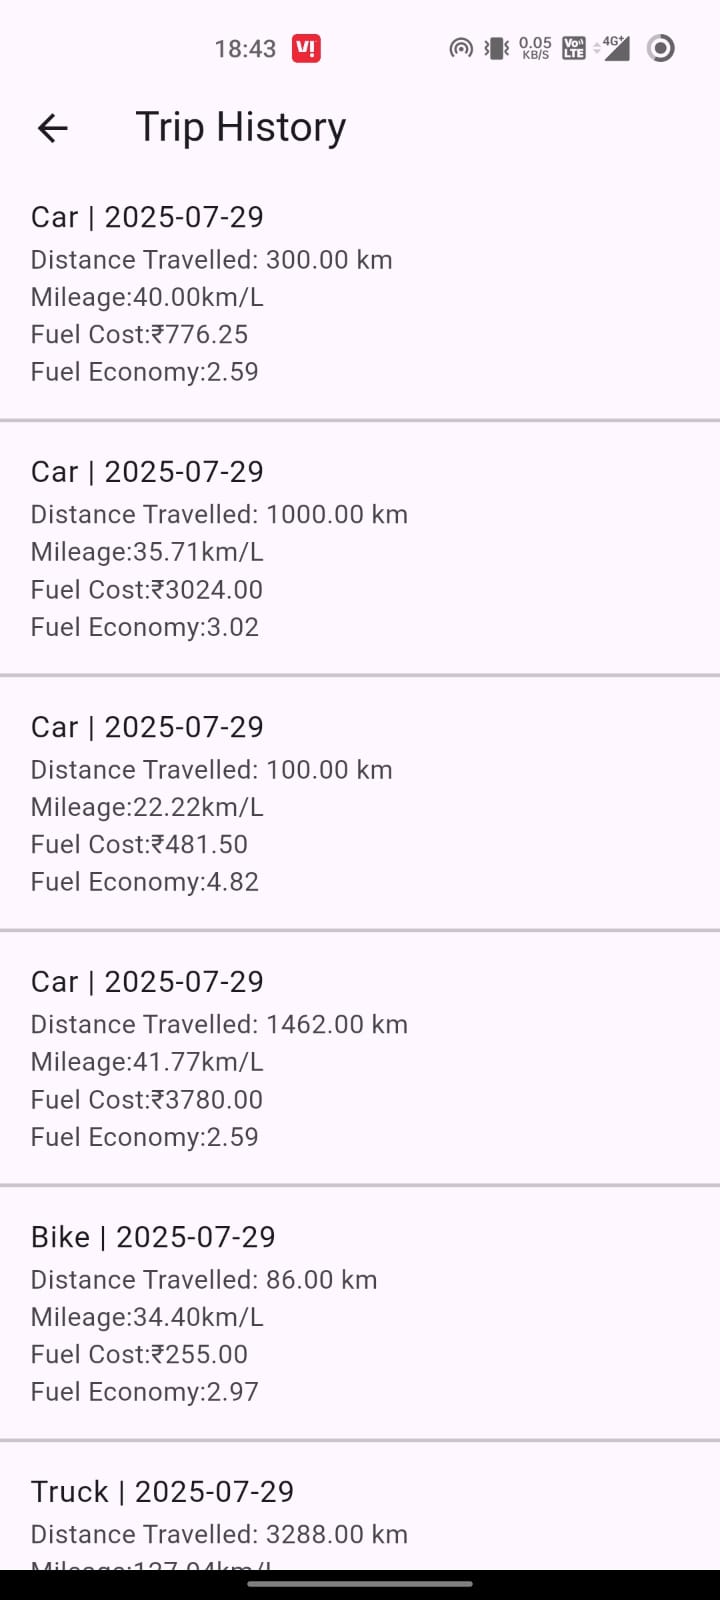 18:43 V! 0.05 KB/S VoLTE 4G+
Trip History
Car | 2025-07-29
Distance Travelled: 300.00 km
Mileage:40.00km/L
Fuel Cost:₹776.25
Fuel Economy:2.59
Car | 2025-07-29
Distance Travelled: 1000.00 km
Mileage:35.71km/L
Fuel Cost:₹3024.00
Fuel Economy:3.02
Car | 2025-07-29
Distance Travelled: 100.00 km
Mileage:22.22km/L
Fuel Cost:₹481.50
Fuel Economy:4.82
Car | 2025-07-29
Distance Travelled: 1462.00 km
Mileage:41.77km/L
Fuel Cost:₹3780.00
Fuel Economy:2.59
Bike | 2025-07-29
Distance Travelled: 86.00 km
Mileage:34.40km/L
Fuel Cost:₹255.00
Fuel Economy:2.97
Truck | 2025-07-29
Distance Travelled: 3288.00 km